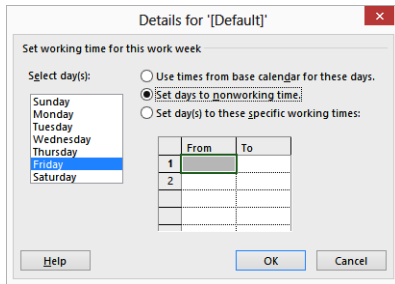 Details for '[Default]'
Set working time for this work week
Select day(s):
Sunday
Monday
Tuesday
Wednesday
Thursday
Friday
Saturday
Use times from base calendar for these days.
Set days to nonworking time.
Set day(s) to these specific working times:
From To
1
2
Help OK Cancel